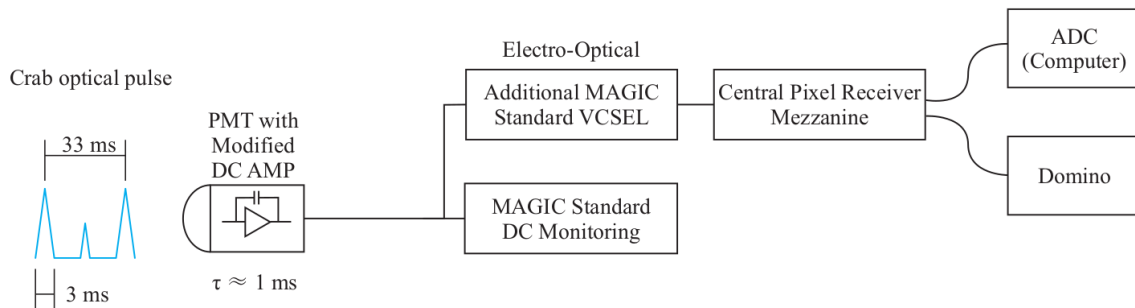 Crab optical pulse
33 ms
3 ms
PMT with
Modified
DC AMP
τ ≈ 1 ms
Electro-Optical
Additional MAGIC
Standard VCSEL
MAGIC Standard
DC Monitoring
Central Pixel Receiver
Mezzanine
ADC
(Computer)
Domino